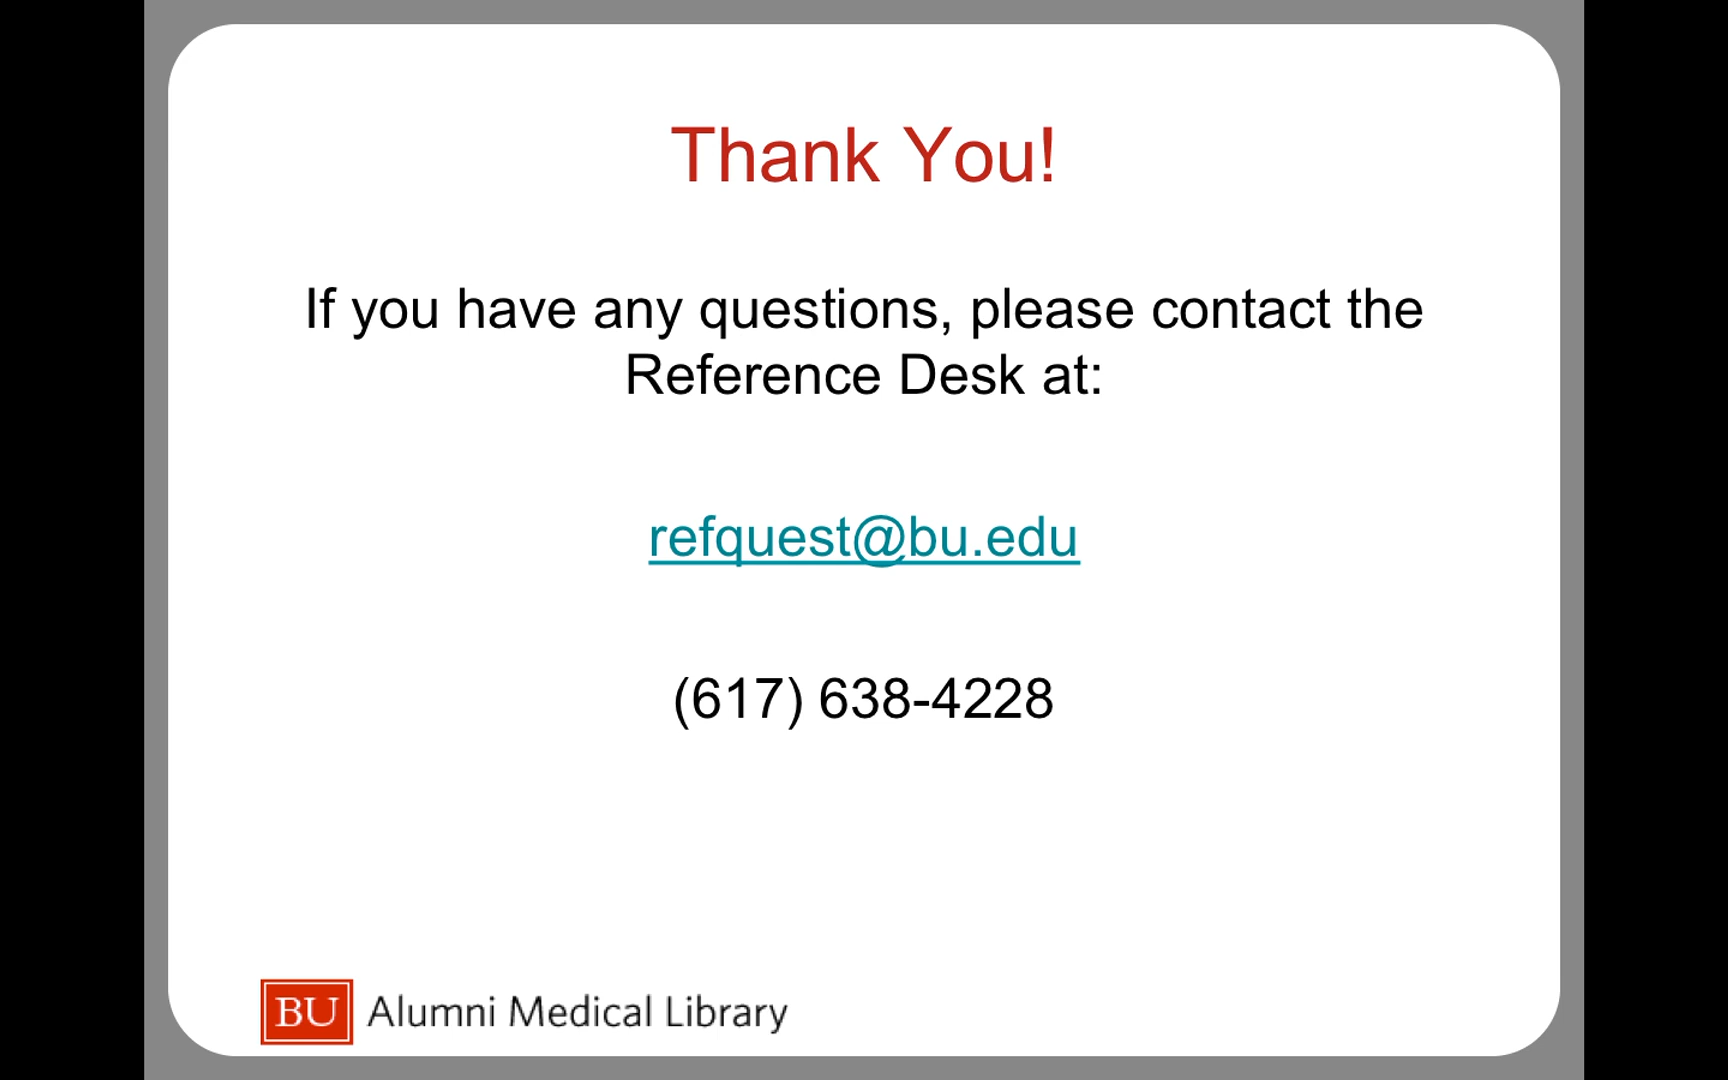 Thank You!
If you have any questions, please contact the
Reference Desk at:
refquest@bu.edu
(617) 638-4228
BU Alumni Medical Library